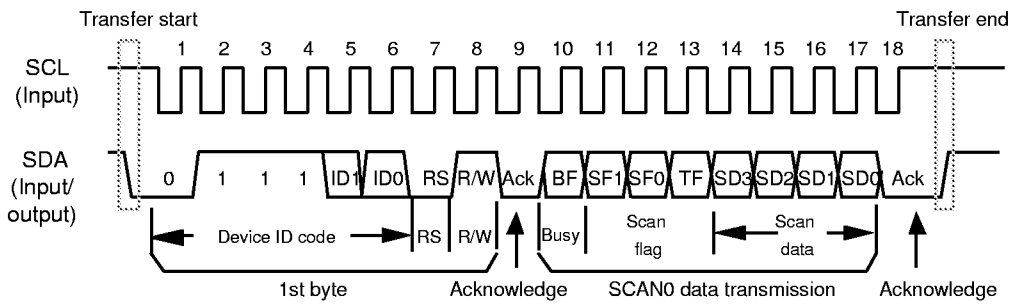 Transfer start Transfer end
1 2 3 4 5 6 7 8 9 10 11 12 13 14 15 16 17 18
SCL
(Input)
SDA
(Input/
output)
0 1 1 1 ID1 ID0 RS R/W Ack BF SF1 SF0 TF SD3 SD2 SD1 SD0 Ack
Device ID code RS R/W Busy Scan flag Scan data
1st byte Acknowledge SCAN0 data transmission Acknowledge